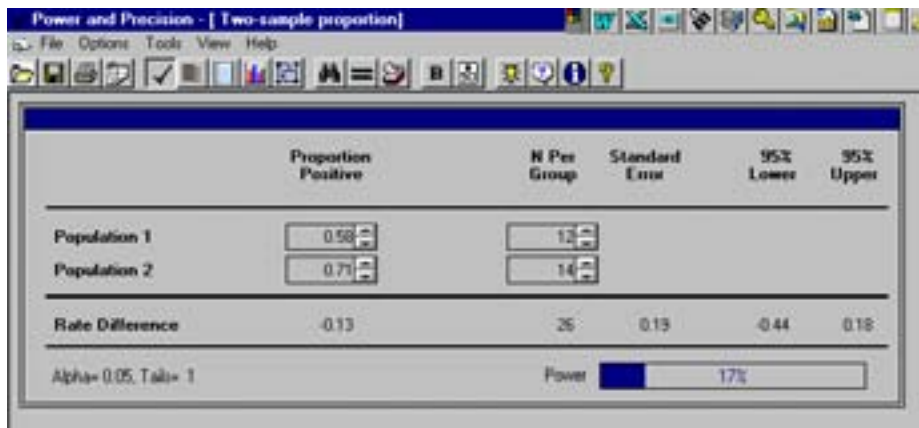 Power and Precision - [ Two-sample proportion]
File Options Tools View Help
B
Proportion Positive N Per Group Standard Error 95% Lower 95% Upper
Population 1 0.58 12
Population 2 0.71 14
Rate Difference -0.13 26 0.19 -0.44 0.18
Alpha= 0.05, Tails= 1 Power 17%